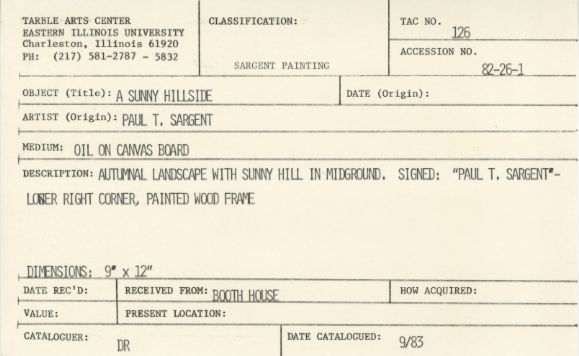 TARBLE ARTS CENTER
EASTERN ILLINOIS UNIVERSITY
Charleston, Illinois 61920
PH: (217) 581-2787 - 5832
CLASSIFICATION:
SARGENT PAINTING
TAC NO.
126
ACCESSION NO.
82-26-1
OBJECT (Title): A SUNNY HILLSIDE
DATE (Origin):
ARTIST (Origin): PAUL T. SARGENT
MEDIUM: OIL ON CANVAS BOARD
DESCRIPTION: AUTUMNAL LANDSCAPE WITH SUNNY HILL IN MIDGROUND. SIGNED: "PAUL T. SARGENT"-
LOWER RIGHT CORNER, PAINTED WOOD FRAME
DIMENSIONS: 9" x 12"
DATE REC'D:
RECEIVED FROM: BOOTH HOUSE
HOW ACQUIRED:
VALUE:
PRESENT LOCATION:
CATALOGUER: DR
DATE CATALOGUED: 9/83